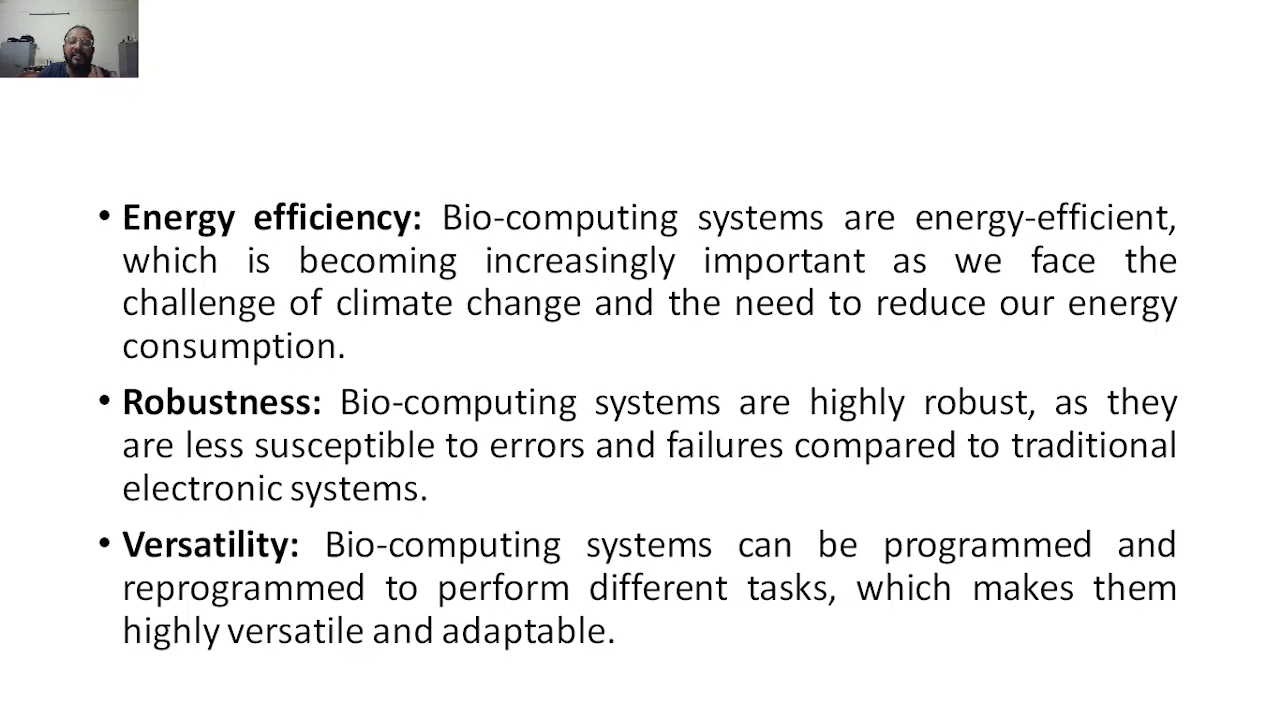 • Energy efficiency: Bio-computing systems are energy-efficient,
which is becoming increasingly important as we face the
challenge of climate change and the need to reduce our energy
consumption.
• Robustness: Bio-computing systems are highly robust, as they
are less susceptible to errors and failures compared to traditional
electronic systems.
• Versatility: Bio-computing systems can be programmed and
reprogrammed to perform different tasks, which makes them
highly versatile and adaptable.